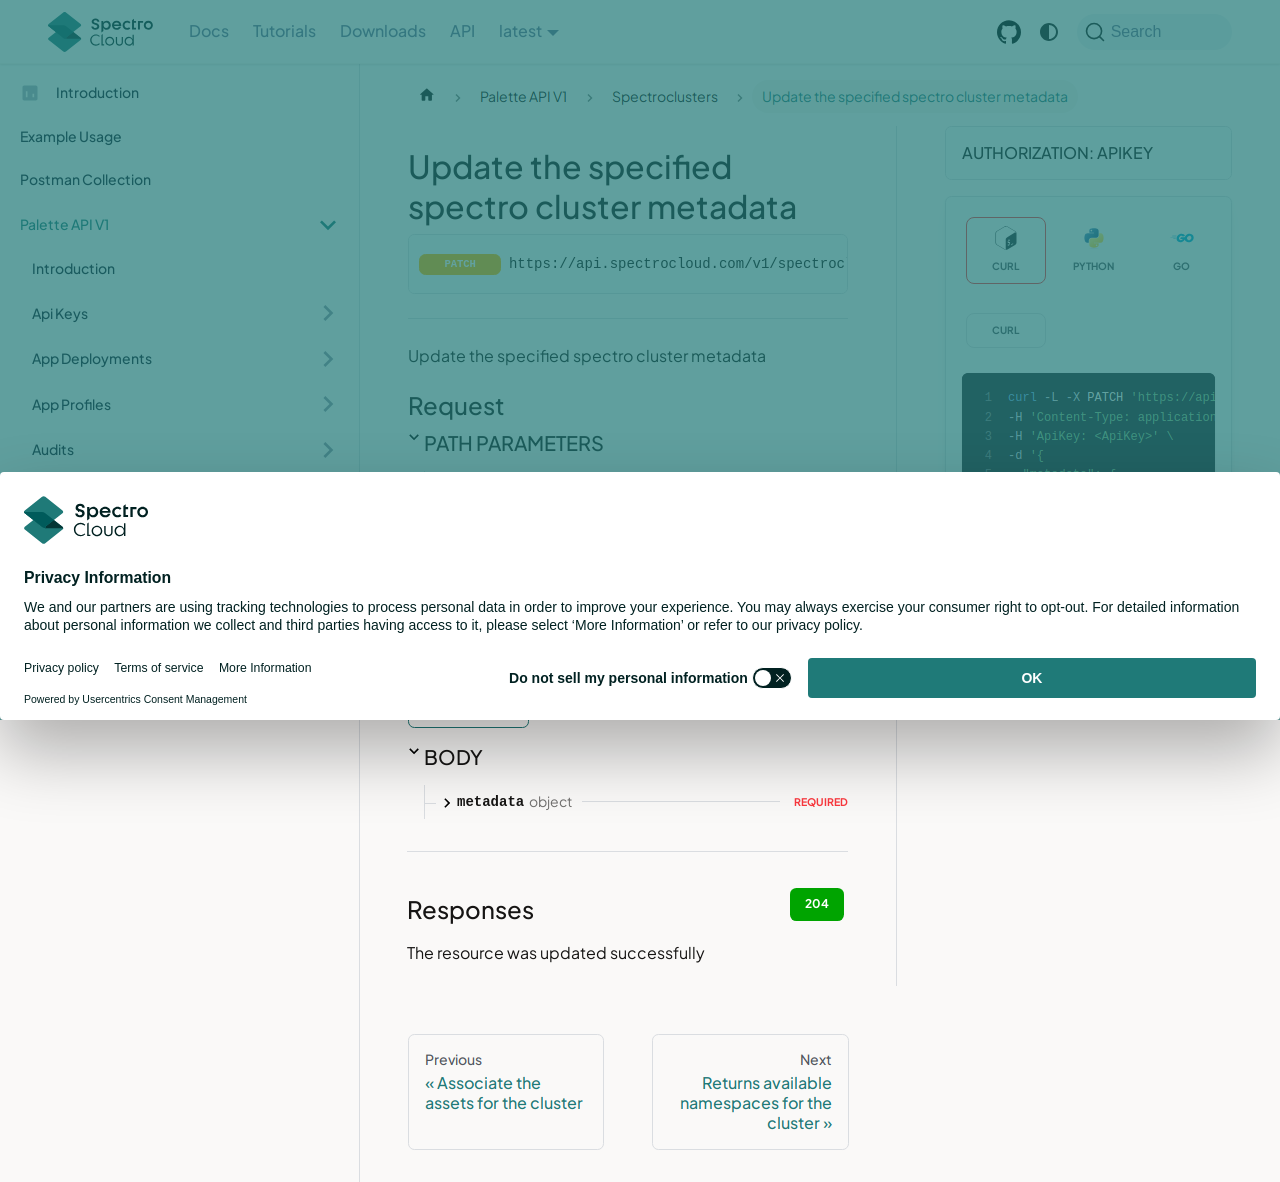 Spectro Cloud
Docs
Tutorials
Downloads
API
latest
Search
Introduction
Example Usage
Postman Collection
Palette API V1
Introduction
Api Keys
App Deployments
App Profiles
Audits
Palette API V1
Spectroclusters
Update the specified spectro cluster metadata
Update the specified
spectro cluster metadata
PATCH https://api.spectrocloud.com/v1/spectroc
Update the specified spectro cluster metadata
Request
PATH PARAMETERS
AUTHORIZATION: APIKEY
CURL
PYTHON
GO
CURL
1 curl -L -X PATCH 'https://api
2 -H 'Content-Type: application
3 -H 'ApiKey: <ApiKey>' \
4 -d '{
Spectro
Cloud
Privacy Information
We and our partners are using tracking technologies to process personal data in order to improve your experience. You may always exercise your consumer right to opt-out. For detailed information
about personal information we collect and third parties having access to it, please select ‘More Information’ or refer to our privacy policy.
Privacy policy
Terms of service
More Information
Do not sell my personal information
OK
Powered by Usercentrics Consent Management
BODY
metadata object
REQUIRED
Responses
204
The resource was updated successfully
Previous
« Associate the
assets for the cluster
Next
Returns available
namespaces for the
cluster »